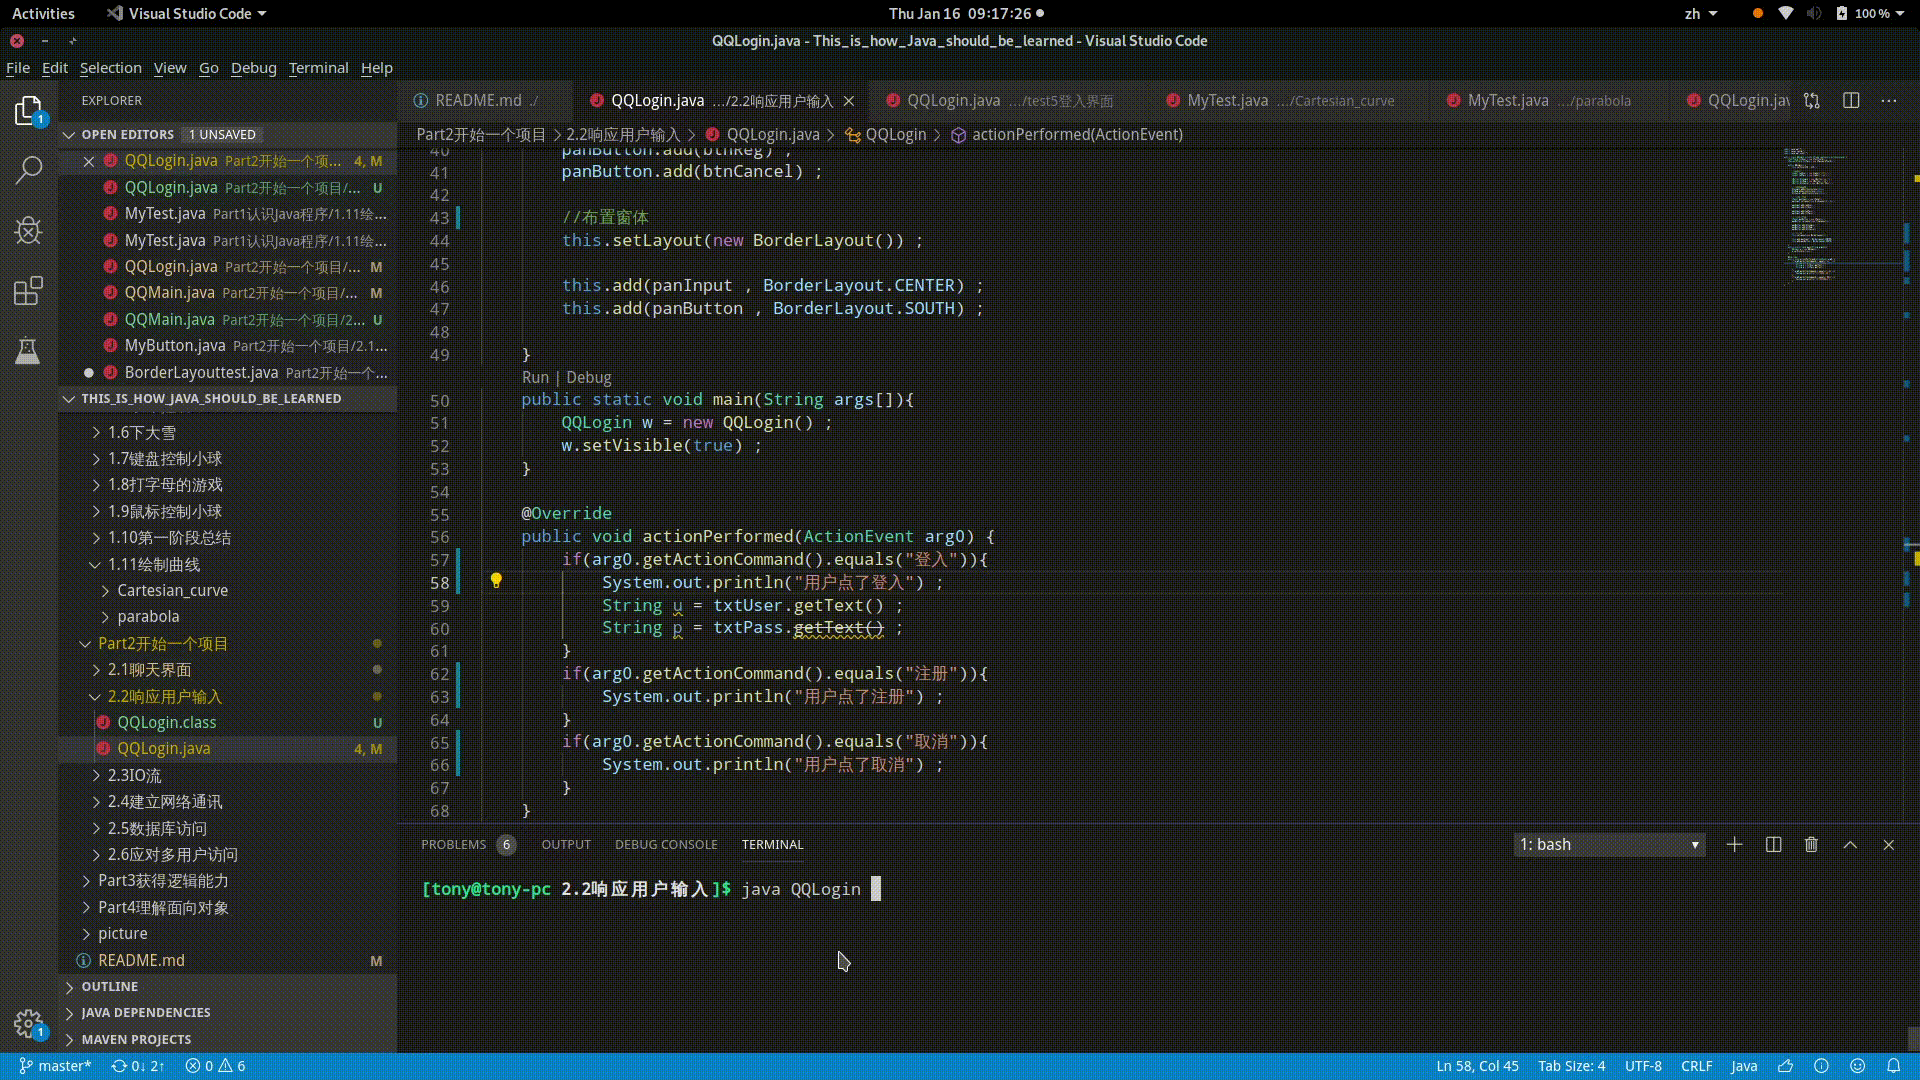 Activities Visual Studio Code Thu Jan 16 09:17:26 zh 100 %
QQLogin.java - This_is_how_Java_should_be_learned - Visual Studio Code
File Edit Selection View Go Debug Terminal Help
EXPLORER
OPEN EDITORS 1 UNSAVED
QQLogin.java Part2开始一个项... 4, M
QQLogin.java Part2开始一个项目/... U
MyTest.java Part1认识Java程序/1.11绘...
MyTest.java Part1认识Java程序/1.11绘...
QQLogin.java Part2开始一个项目/... M
QQMain.java Part2开始一个项目/... M
QQMain.java Part2开始一个项目/2... U
MyButton.java Part2开始一个项目/2.1...
BorderLayouttest.java Part2开始一个...
THIS_IS_HOW_JAVA_SHOULD_BE_LEARNED
1.6下大雪
1.7键盘控制小球
1.8打字母的游戏
1.9鼠标控制小球
1.10第一阶段总结
1.11绘制曲线
Cartesian_curve
parabola
Part2开始一个项目
2.1聊天界面
2.2响应用户输入
QQLogin.class U
QQLogin.java 4, M
2.3IO流
2.4建立网络通讯
2.5数据库访问
2.6应对多用户访问
Part3获得逻辑能力
Part4理解面向对象
picture
README.md M
OUTLINE
JAVA DEPENDENCIES
MAVEN PROJECTS
README.md ./ QQLogin.java .../2.2响应用户输入 QQLogin.java .../test5登入界面 MyTest.java .../Cartesian_curve MyTest.java .../parabola QQLogin.jav
Part2开始一个项目 > 2.2响应用户输入 > QQLogin.java > QQLogin > actionPerformed(ActionEvent)
40 panButton.add(btnReg) ;
41 panButton.add(btnCancel) ;
42
43 //布置窗体
44 this.setLayout(new BorderLayout()) ;
45
46 this.add(panInput , BorderLayout.CENTER) ;
47 this.add(panButton , BorderLayout.SOUTH) ;
48
49 }
Run | Debug
50 public static void main(String args[]){
51 QQLogin w = new QQLogin() ;
52 w.setVisible(true) ;
53 }
54
55 @Override
56 public void actionPerformed(ActionEvent arg0) {
57 if(arg0.getActionCommand().equals("登入")){
58 System.out.println("用户点了登入") ;
59 String u = txtUser.getText() ;
60 String p = txtPass.getText() ;
61 }
62 if(arg0.getActionCommand().equals("注册")){
63 System.out.println("用户点了注册") ;
64 }
65 if(arg0.getActionCommand().equals("取消")){
66 System.out.println("用户点了取消") ;
67 }
68 }
PROBLEMS 6 OUTPUT DEBUG CONSOLE TERMINAL 1: bash
[tony@tony-pc 2.2响应用户输入]$ java QQLogin
master* 0↓ 2↑ 0 6 Ln 58, Col 45 Tab Size: 4 UTF-8 CRLF Java
1
1